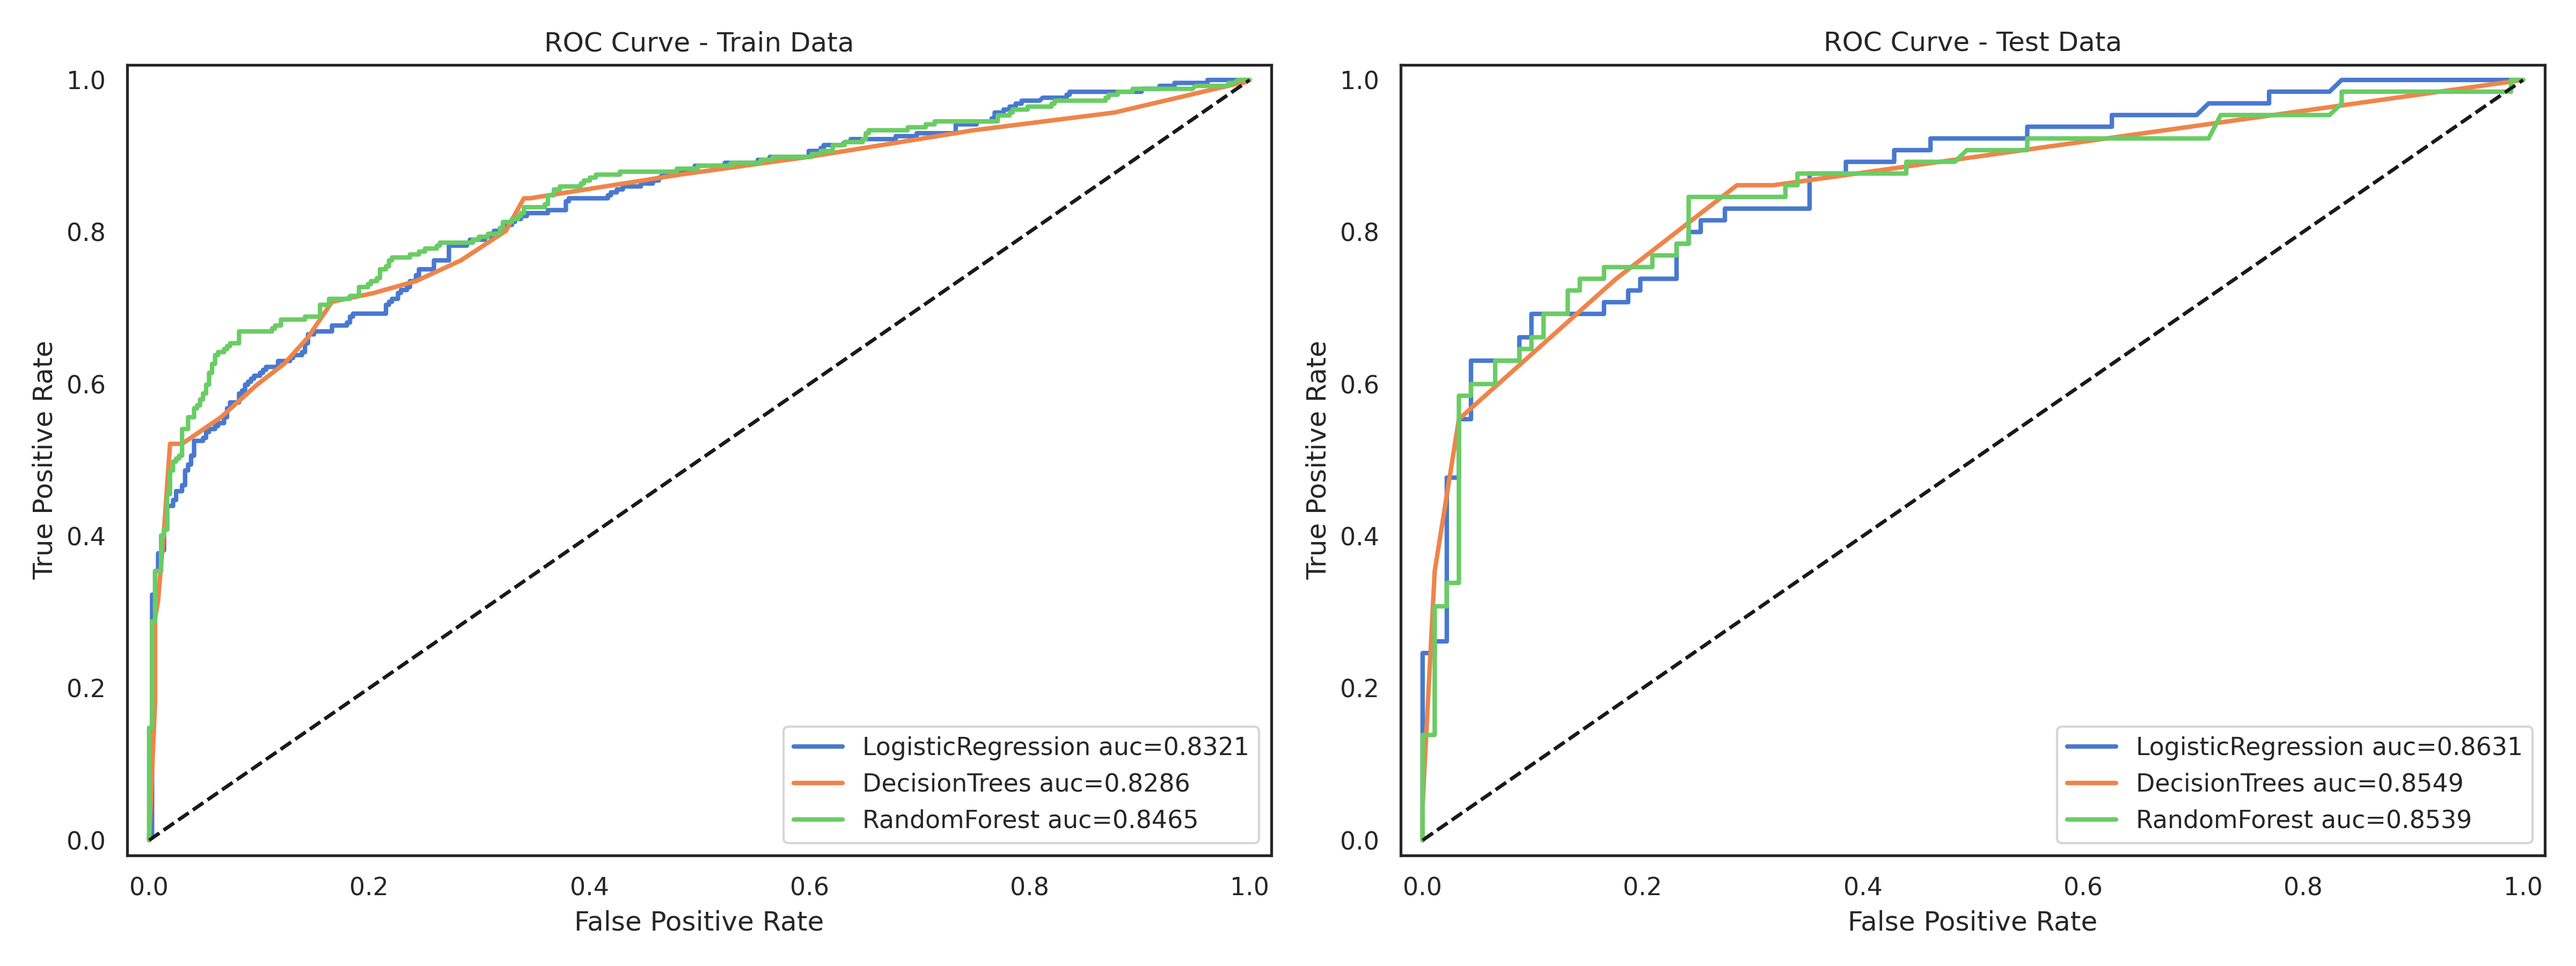 ROC Curve - Train Data
True Positive Rate
1.0
0.8
0.6
0.4
0.2
0.0
LogisticRegression auc=0.8321
DecisionTrees auc=0.8286
RandomForest auc=0.8465
0.0 0.2 0.4 0.6 0.8 1.0
False Positive Rate
ROC Curve - Test Data
True Positive Rate
1.0
0.8
0.6
0.4
0.2
0.0
LogisticRegression auc=0.8631
DecisionTrees auc=0.8549
RandomForest auc=0.8539
0.0 0.2 0.4 0.6 0.8 1.0
False Positive Rate